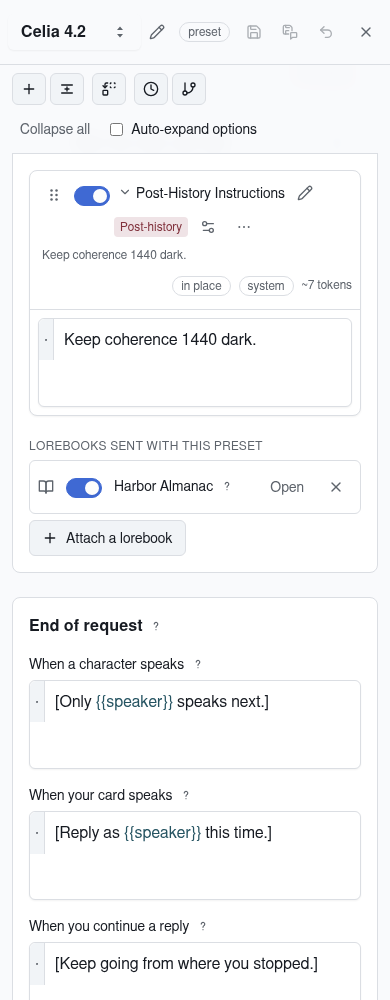 Celia 4.2
preset
Collapse all
Auto-expand options
Post-History Instructions
Post-history
Keep coherence 1440 dark.
in place
system
~7 tokens
Keep coherence 1440 dark.
LOREBOOKS SENT WITH THIS PRESET
Harbor Almanac ?
Open
Attach a lorebook
End of request ?
When a character speaks ?
[Only {{speaker}} speaks next.]
When your card speaks ?
[Reply as {{speaker}} this time.]
When you continue a reply ?
[Keep going from where you stopped.]